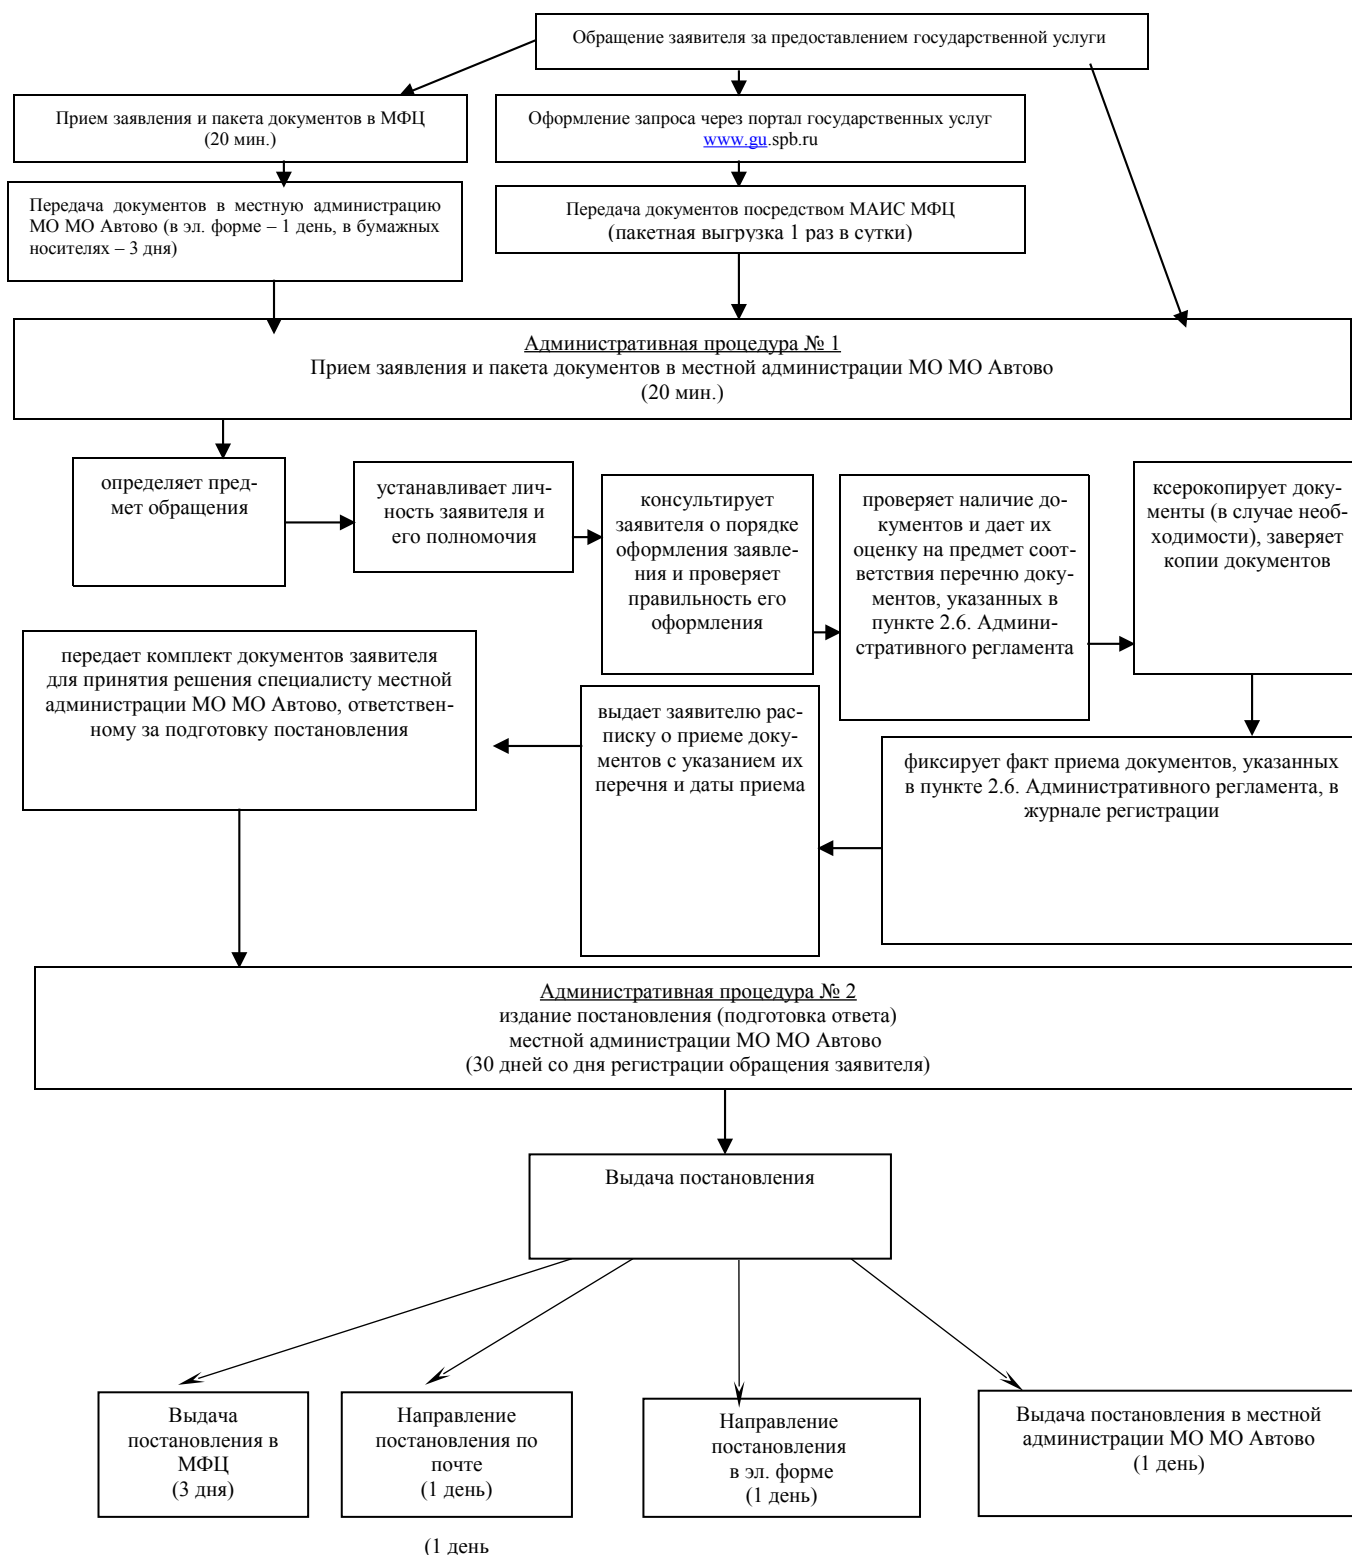 Обращение заявителя за предоставлением государственной услуги
Прием заявления и пакета документов в МФЦ
(20 мин.)
Оформление запроса через портал государственных услуг
www.gu.spb.ru
Передача документов в местную администрацию
МО МО Автово (в эл. форме – 1 день, в бумажных
носителях – 3 дня)
Передача документов посредством МАИС МФЦ
(пакетная выгрузка 1 раз в сутки)
Административная процедура № 1
Прием заявления и пакета документов в местной администрации МО МО Автово
(20 мин.)
определяет пред-
мет обращения
устанавливает лич-
ность заявителя и
его полномочия
консультирует
заявителя о порядке
оформления заявле-
ния и проверяет
правильность его
оформления
проверяет наличие до-
кументов и дает их
оценку на предмет соот-
ветствия перечню доку-
ментов, указанных в
пункте 2.6. Админи-
стративного регламента
ксерокопирует доку-
менты (в случае необ-
ходимости), заверяет
копии документов
передает комплект документов заявителя
для принятия решения специалисту местной
администрации МО МО Автово, ответствен-
ному за подготовку постановления
выдает заявителю рас-
писку о приеме доку-
ментов с указанием их
перечня и даты приема
фиксирует факт приема документов, указанных
в пункте 2.6. Административного регламента, в
журнале регистрации
Административная процедура № 2
издание постановления (подготовка ответа)
местной администрации МО МО Автово
(30 дней со дня регистрации обращения заявителя)
Выдача постановления
Выдача
постановления в
МФЦ
(3 дня)
Направление
постановления по
почте
(1 день)
Направление
постановления
в эл. форме
(1 день)
Выдача постановления в местной
администрации МО МО Автово
(1 день)
(1 день